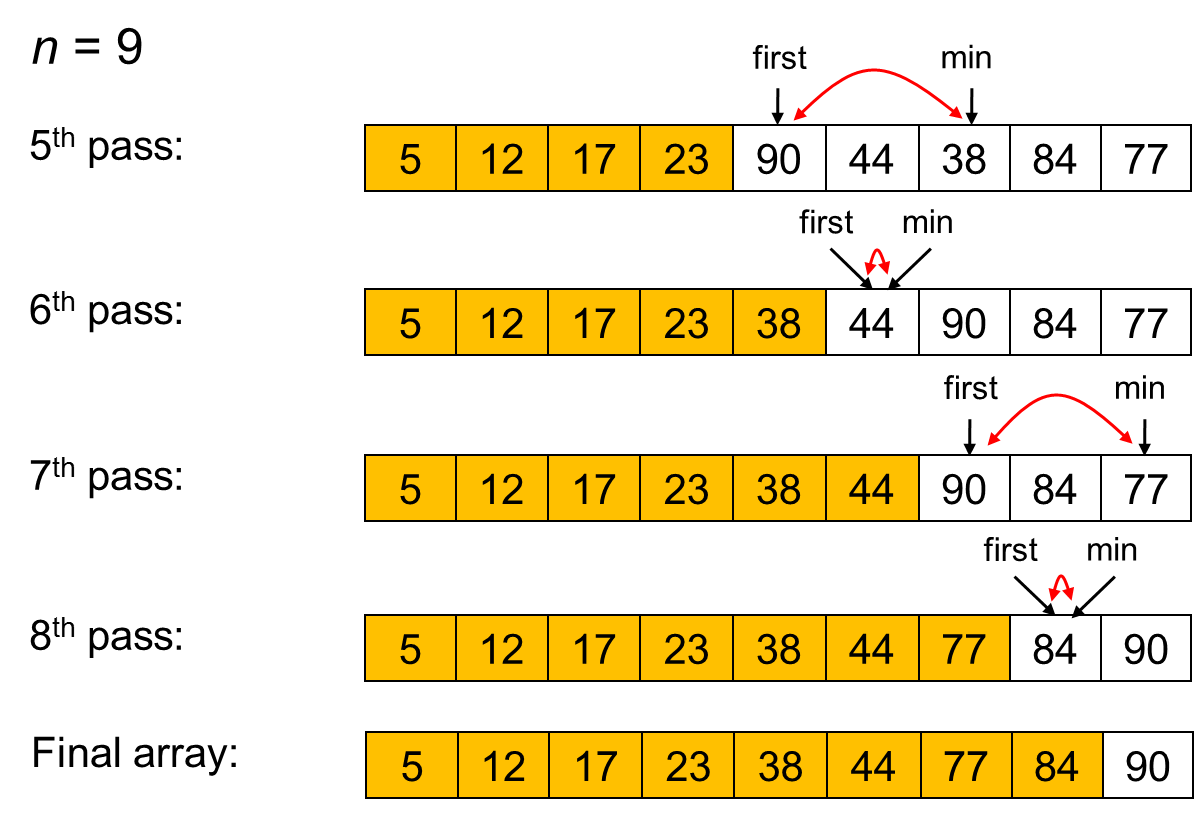 n = 9
first min
5th pass: 5 12 17 23 90 44 38 84 77
first min
6th pass: 5 12 17 23 38 44 90 84 77
first min
7th pass: 5 12 17 23 38 44 90 84 77
first min
8th pass: 5 12 17 23 38 44 77 84 90
Final array: 5 12 17 23 38 44 77 84 90